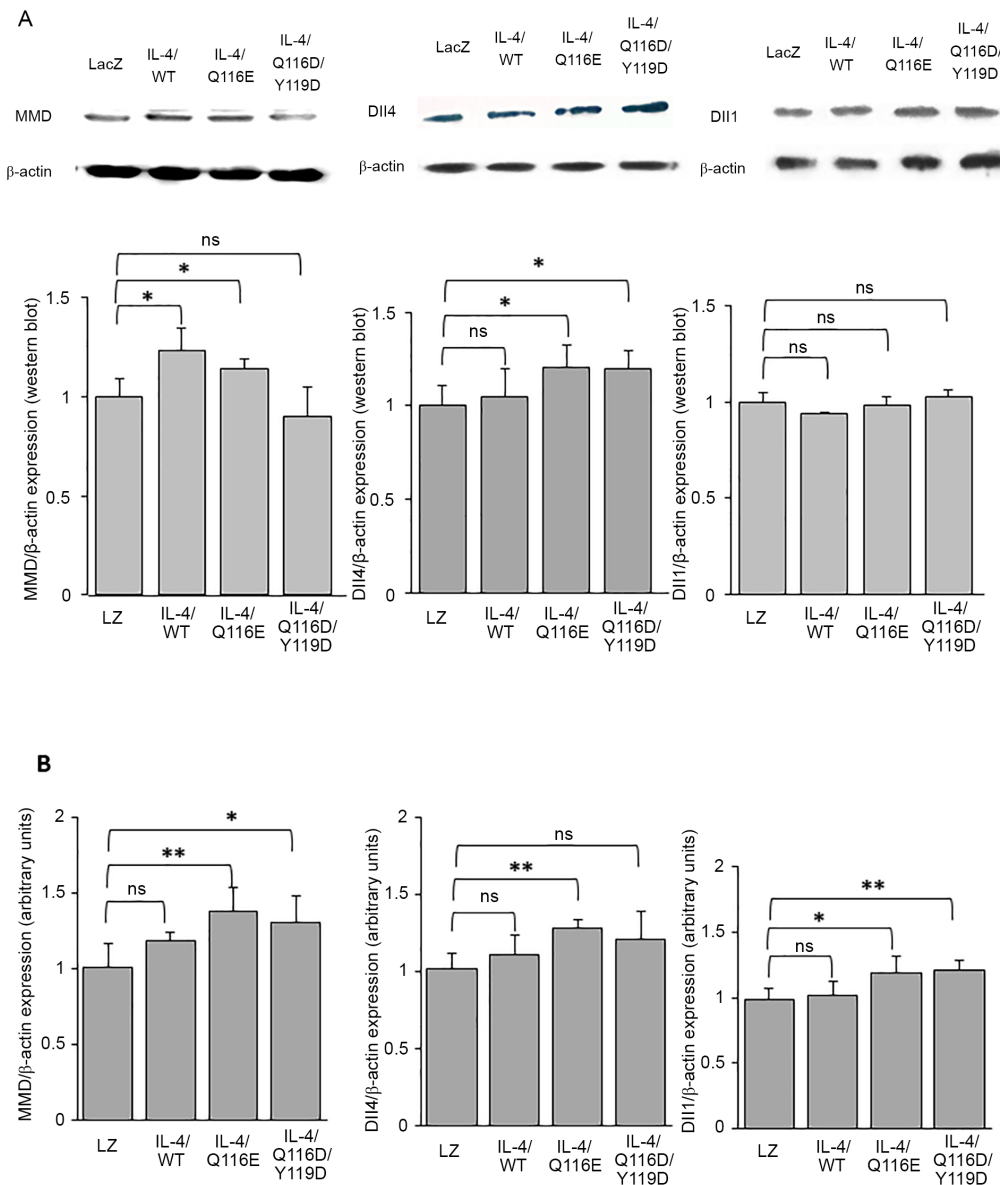 A
LacZ
IL-4/
WT
IL-4/
Q116E
IL-4/
Q116D/
Y119D
MMD
β-actin
LacZ
IL-4/
WT
IL-4/
Q116E
IL-4/
Q116D/
Y119D
Dll4
β-actin
LacZ
IL-4/
WT
IL-4/
Q116E
IL-4/
Q116D/
Y119D
Dll1
β-actin
MMD/β-actin expression (western blot)
1.5
1
0.5
0
*
*
ns
LZ
IL-4/
WT
IL-4/
Q116E
IL-4/
Q116D/
Y119D
Dll4/β-actin expression (western blot)
1.5
1
0.5
0
ns
*
*
LZ
IL-4/
WT
IL-4/
Q116E
IL-4/
Q116D/
Y119D
Dll1/β-actin expression (western blot)
1.5
1
0.5
0
ns
ns
ns
LZ
IL-4/
WT
IL-4/
Q116E
IL-4/
Q116D/
Y119D
B
MMD/β-actin expression (arbitrary units)
2
1.5
1
0.5
0
ns
**
*
LZ
IL-4/
WT
IL-4/
Q116E
IL-4/
Q116D/
Y119D
Dll4/β-actin expression (arbitrary units)
2
1.5
1
0.5
0
ns
**
ns
LZ
IL-4/
WT
IL-4/
Q116E
IL-4/
Q116D/
Y119D
Dll1/β-actin expression (arbitrary units)
2
1.5
1
0.5
0
ns
*
**
LZ
IL-4/
WT
IL-4/
Q116E
IL-4/
Q116D/
Y119D